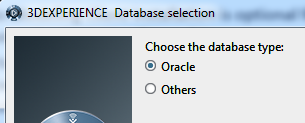 3DEXPERIENCE Database selection
Choose the database type:
Oracle
Others